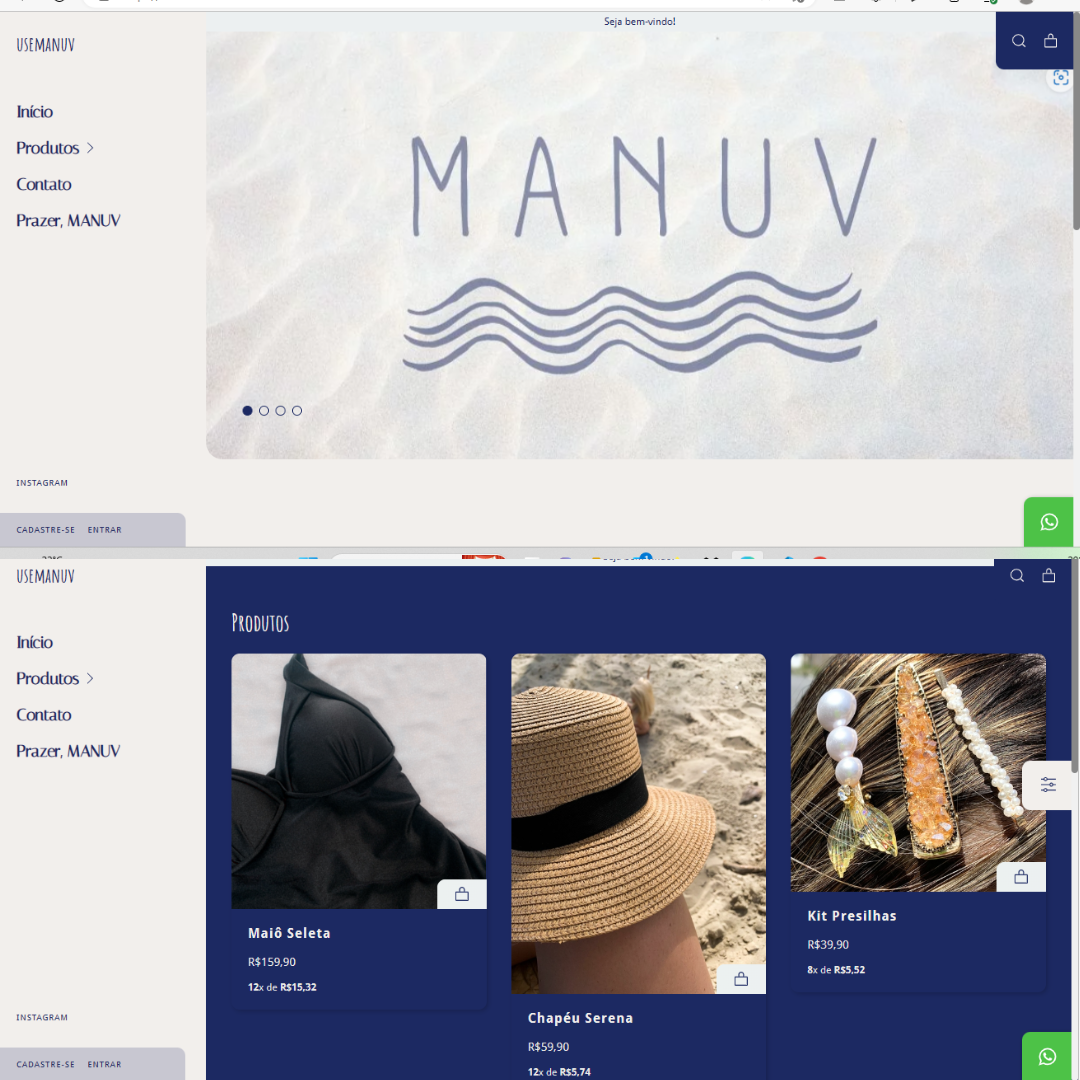 Seja bem-vindo!
USEMANUV
Início
Produtos
Contato
Prazer, MANUV
MANUV
INSTAGRAM
CADASTRE-SE ENTRAR
USEMANUV
Início
Produtos
Contato
Prazer, MANUV
INSTAGRAM
CADASTRE-SE ENTRAR
Produtos
Maiô Seleta
R$159,90
12x de R$15,32
Chapéu Serena
R$59,90
12x de R$5,74
Kit Presilhas
R$39,90
8x de R$5,52